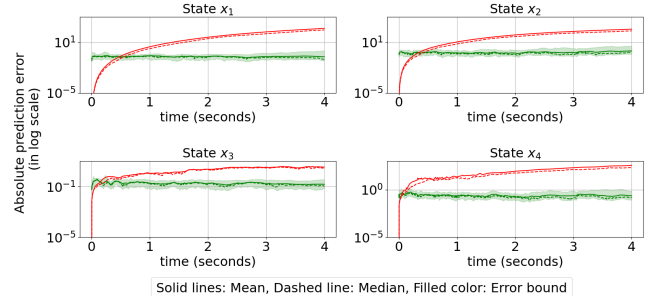 Absolute prediction error
(in log scale)
State x₁
10¹
10⁻⁵
0 1 2 3 4
time (seconds)
State x₂
10¹
10⁻⁵
0 1 2 3 4
time (seconds)
State x₃
10⁻¹
10⁻⁵
0 1 2 3 4
time (seconds)
State x₄
10⁰
10⁻⁵
0 1 2 3 4
time (seconds)
Solid lines: Mean, Dashed line: Median, Filled color: Error bound